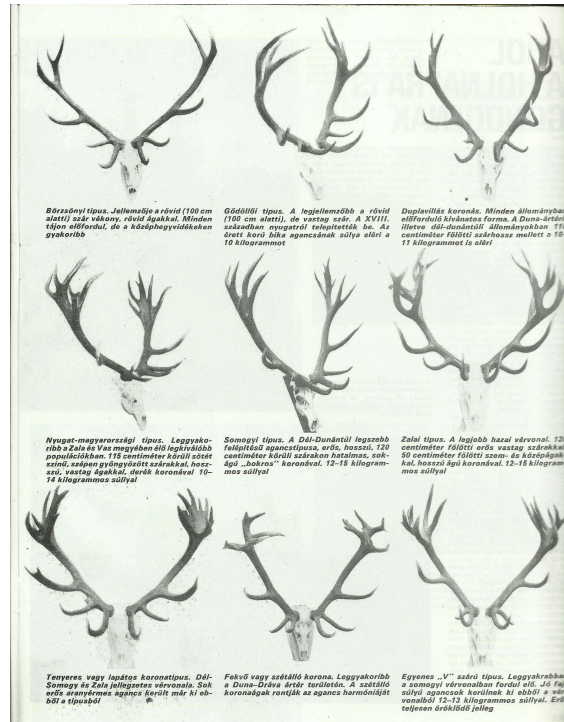 Börzsönyi típus. Jellemzője a rövid (100 cm
alatti) szár vékony, rövid ágakkal. Minden
tájon előfordul, de a középhegyvidékeken
gyakoribb
Gödöllői típus. A legjellemzőbb a rövid
(100 cm alatti), de vastag szár. A XVIII.
században nyugatról telepítették be. Az
érett korú bika agancsának súlya eléri a
10 kilogrammot
Duplavillás koronás. Minden állományban
előforduló kívánatos forma. A Duna-ártéri
illetve dél-dunántúli állományokban
centiméter fölötti szárhossz mellett a 10-
11 kilogrammot is eléri
Nyugat-magyarországi típus. Leggyako-
ribb a Zala és Vas megyében élő legkiválóbb
populációkban. 115 centiméter körüli sötét
színű, szépen gyöngyözött szárakkal, hosz-
szú, vastag ágakkal, derék koronával 10–
14 kilogrammos súllyal
Somogyi típus. A Dél-Dunántúl legszebb
felépítésű agancstípusa, erős, hosszú, 120
centiméter körüli szárakon hatalmas, sok-
ágú „bokros” koronával. 12–15 kilogram-
mos súllyal
Zalai típus. A legjobb hazai vérvonal.
centiméter fölötti erős vastag szárakkal
50 centiméter fölötti szem- és középágak-
kal, hosszú ágú koronával. 12–15 kilogram-
mos súllyal
Tenyeres vagy lapátos koronatípus. Dél-
Somogy és Zala jellegzetes vérvonala. Sok
erős aranyérmes agancs került már ki eb-
ből a típusból
Fekvő vagy szétálló korona. Leggyakoribb
a Duna–Dráva ártér területén. A szétálló
koronaágak rontják az agancs harmóniáját
Egyenes „V” szárú típus. Leggyakrabban
a somogyi vérvonalban fordul elő. Jó
súlyú agancsok kerülnek ki ebből a vér-
vonalból 12–13 kilogrammos súllyal.
teljesen öröklődő jelleg